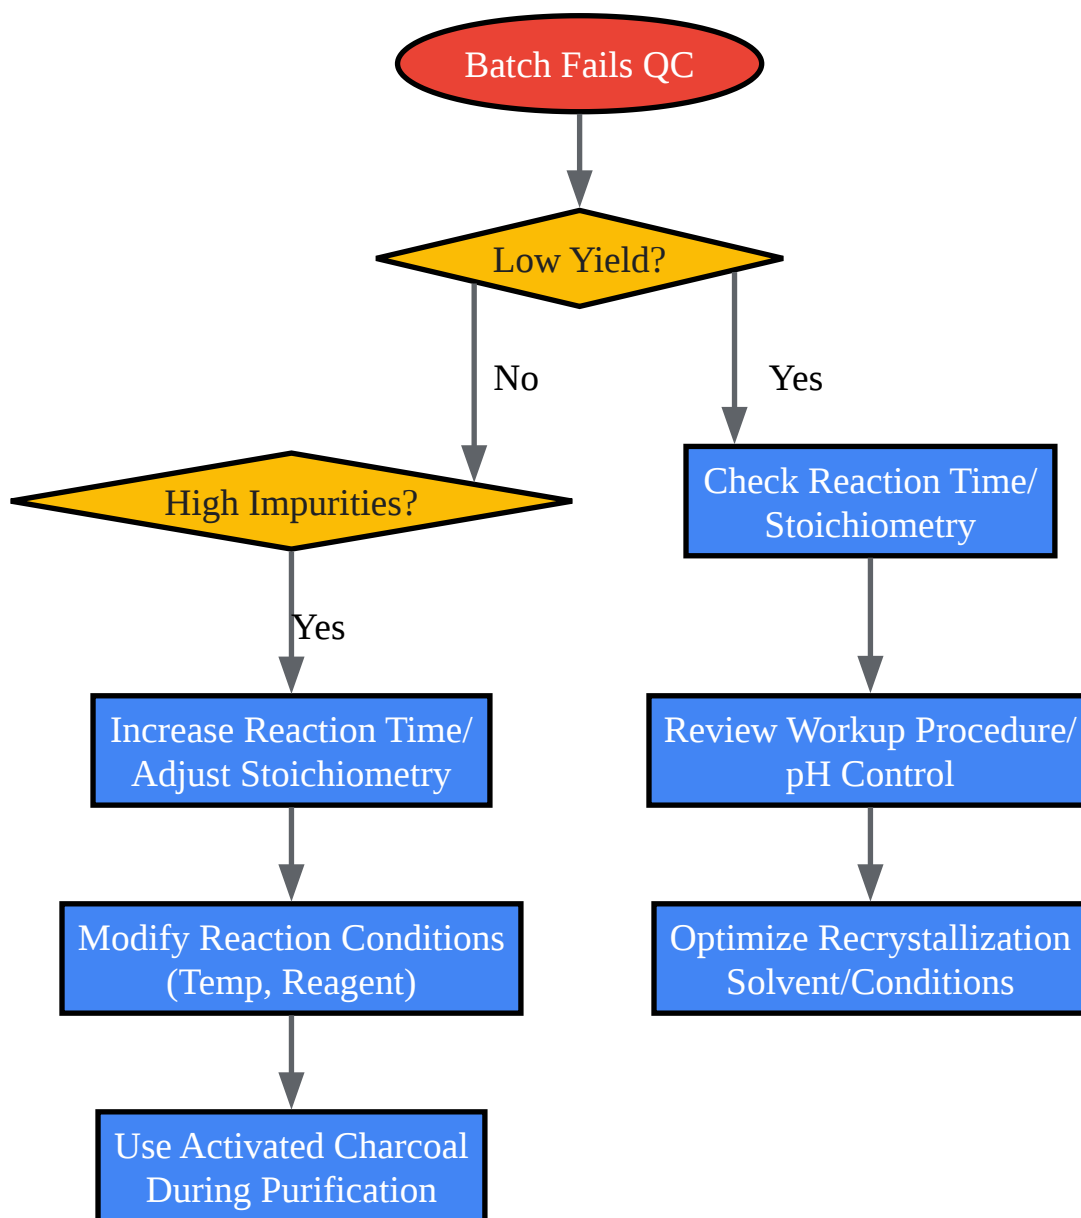 Batch Fails QC
Low Yield?
No
Yes
High Impurities?
Check Reaction Time/
Stoichiometry
Yes
Increase Reaction Time/
Adjust Stoichiometry
Review Workup Procedure/
pH Control
Modify Reaction Conditions
(Temp, Reagent)
Optimize Recrystallization
Solvent/Conditions
Use Activated Charcoal
During Purification